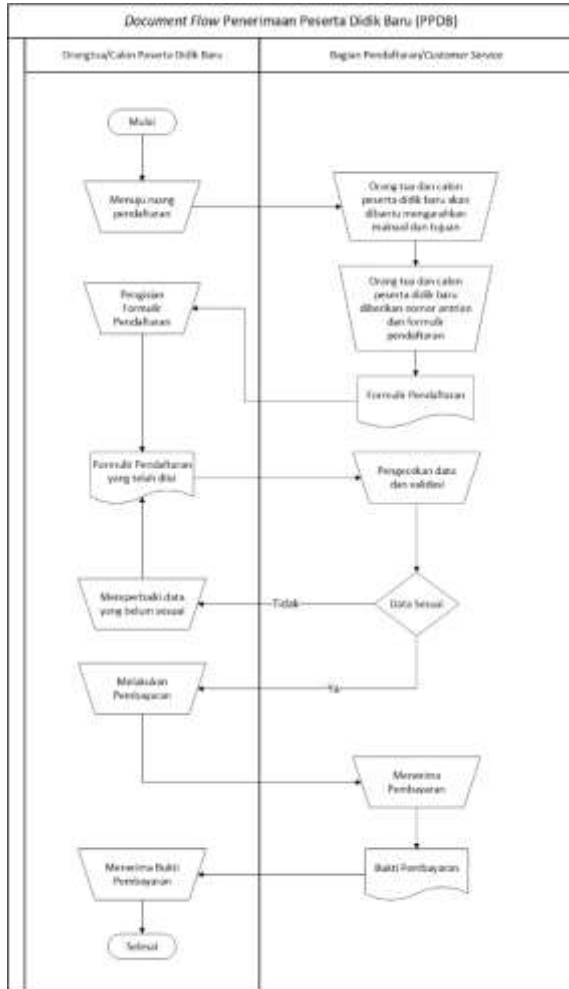 Document Flow Penerimaan Peserta Didik Baru (PPDB)
Orangtua/Calon Peserta Didik Baru
Bagian Pendaftaran/Customer Service
Mulai
Menuju ruang
pendaftaran
Orang tua dan calon
peserta didik baru akan
dibantu mengarahkan
maksud dan tujuan
Orang tua dan calon
peserta didik baru
diberikan nomor antrian
dan formulir
pendaftaran
Pengisian
Formulir
Pendaftaran
Formulir Pendaftaran
Formulir Pendaftaran
yang telah diisi
Pengecekan data
dan validasi
Memperbaiki data
yang belum sesuai
Tidak
Data Sesuai
Melakukan
Pembayaran
Ya
Menerima
Pembayaran
Menerima Bukti
Pembayaran
Bukti Pembayaran
Selesai